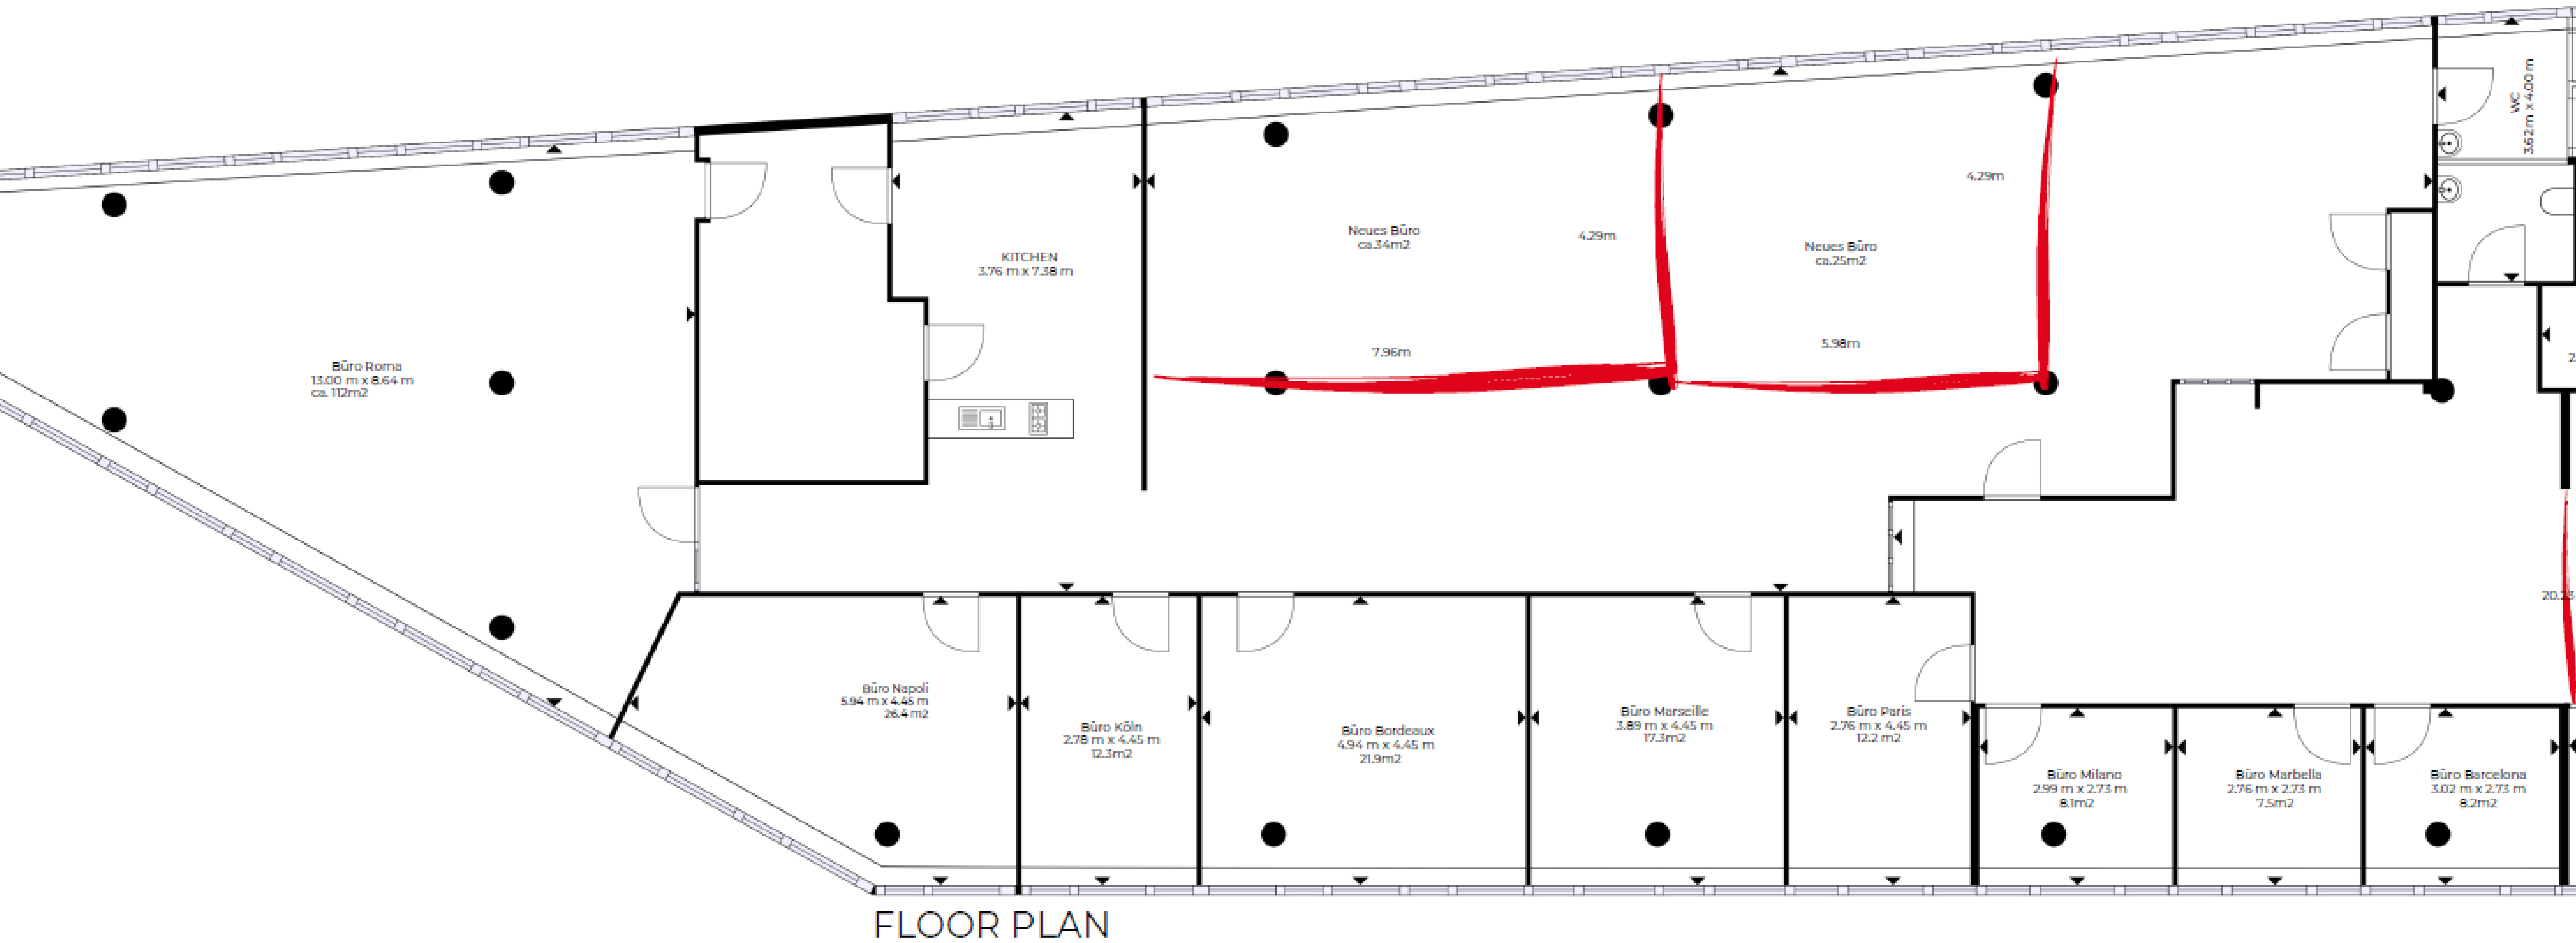 WC
3.62 m x 4.00 m
4.29m
Neues Büro
ca.34m2
4.29m
Neues Büro
ca.25m2
KITCHEN
3.76 m x 7.38 m
5.98m
7.96m
Büro Roma
13.00 m x 8.64 m
ca. 112m2
2
Büro Napoli
5.94 m x 4.45 m
26.4 m2
Büro Köln
2.78 m x 4.45 m
12.3m2
Büro Bordeaux
4.94 m x 4.45 m
21.9m2
Büro Marseille
3.89 m x 4.45 m
17.3m2
Büro Paris
2.76 m x 4.45 m
12.2 m2
Büro Milano
2.99 m x 2.73 m
8.1m2
Büro Marbella
2.76 m x 2.73 m
7.5m2
Büro Barcelona
3.02 m x 2.73 m
8.2m2
FLOOR PLAN